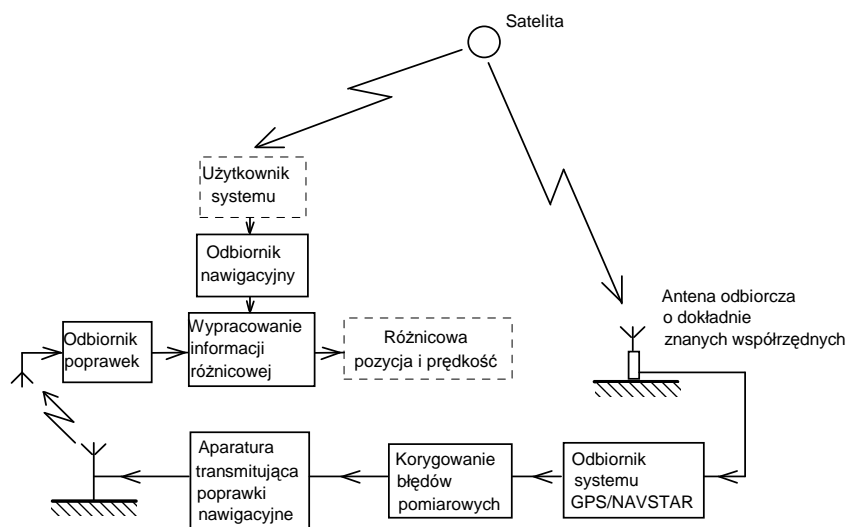 Satelita
Użytkownik
systemu
Odbiornik
nawigacyjny
Antena odbiorcza
o dokładnie
znanych współrzędnych
Odbiornik
poprawek
Wypracowanie
informacji
różnicowej
Różnicowa
pozycja i prędkość
Aparatura
transmitująca
poprawki
nawigacyjne
Korygowanie
błędów
pomiarowych
Odbiornik
systemu
GPS/NAVSTAR